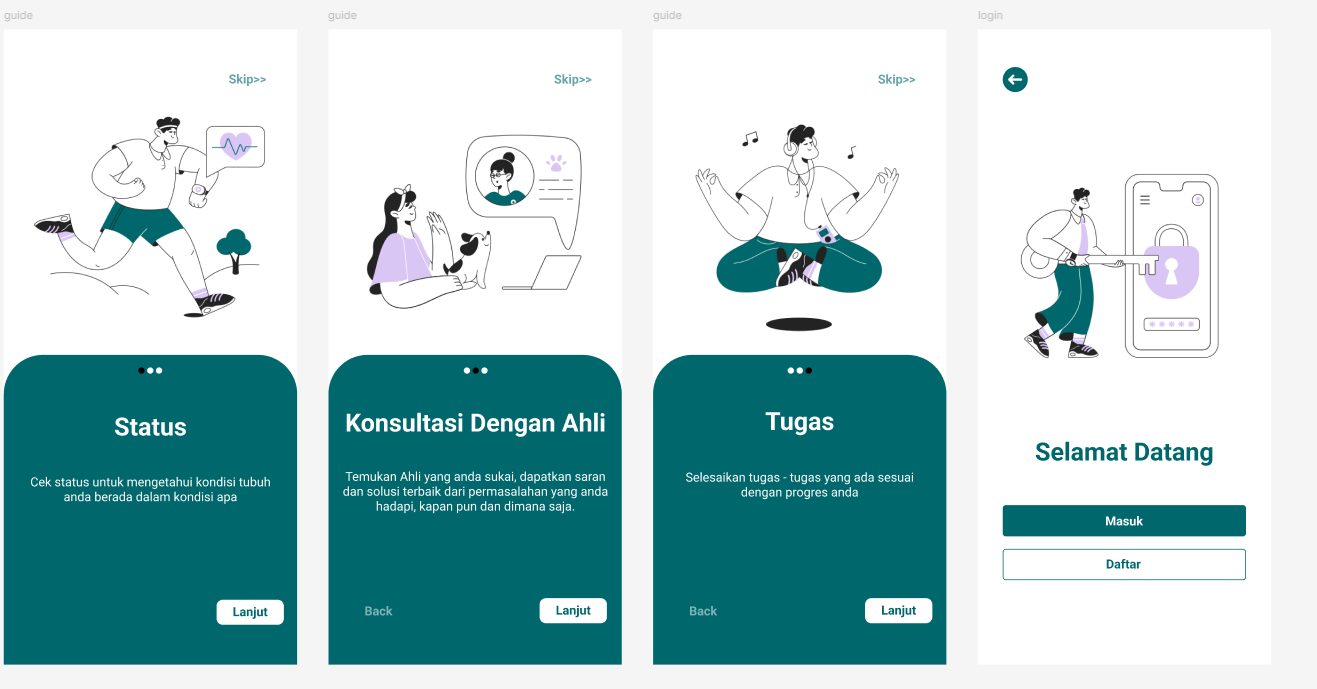 guide
guide
guide
login
Skip>>
Status
Cek status untuk mengetahui kondisi tubuh
anda berada dalam kondisi apa
Lanjut
Skip>>
Konsultasi Dengan Ahli
Temukan Ahli yang anda sukai, dapatkan saran
dan solusi terbaik dari permasalahan yang anda
hadapi, kapan pun dan dimana saja.
Back
Lanjut
Skip>>
Tugas
Selesaikan tugas - tugas yang ada sesuai
dengan progres anda
Back
Lanjut
Selamat Datang
Masuk
Daftar